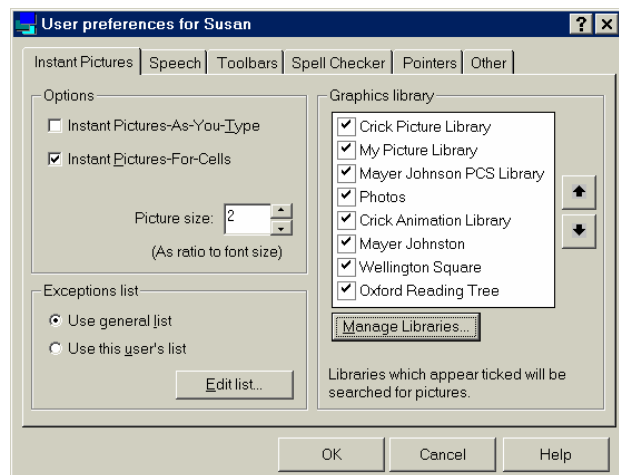 User preferences for Susan
Instant Pictures
Speech
Toolbars
Spell Checker
Pointers
Other
Options
Instant Pictures-As-You-Type
Instant Pictures-For-Cells
Picture size: 2
(As ratio to font size)
Exceptions list
Use general list
Use this user's list
Edit list...
Graphics library
Crick Picture Library
My Picture Library
Mayer Johnson PCS Library
Photos
Crick Animation Library
Mayer Johnston
Wellington Square
Oxford Reading Tree
Manage Libraries...
Libraries which appear ticked will be
searched for pictures.
OK
Cancel
Help